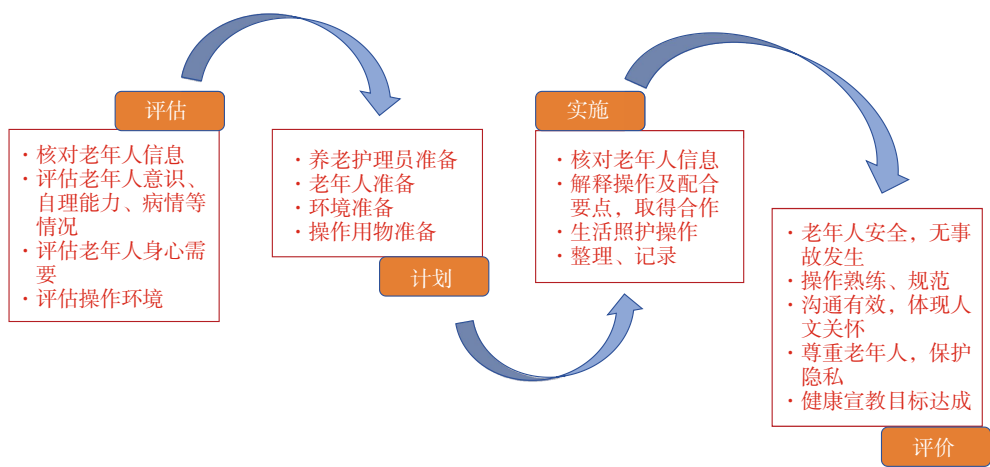 评估
· 核对老年人信息
· 评估老年人意识、
自理能力、病情等
情况
· 评估老年人身心需
要
· 评估操作环境
· 养老护理员准备
· 老年人准备
· 环境准备
· 操作用物准备
计划
实施
· 核对老年人信息
· 解释操作及配合
要点，取得合作
· 生活照护操作
· 整理、记录
· 老年人安全，无事
故发生
· 操作熟练、规范
· 沟通有效，体现人
文关怀
· 尊重老年人，保护
隐私
· 健康宣教目标达成
评价